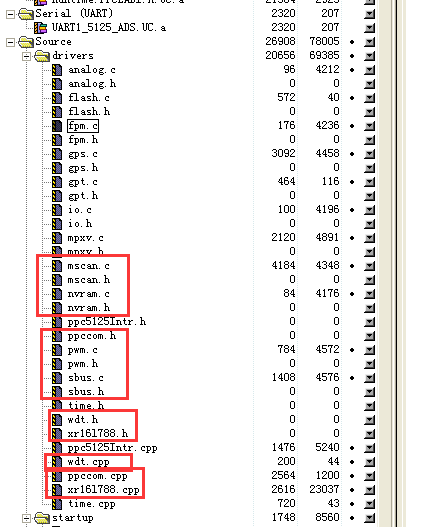 Serial (UART) 2320 207
UART1_5125_ADS.UC.a 2320 207
Source 26908 78005 •
drivers 20656 69385 •
analog.c 96 4212 •
analog.h 0 0
flash.c 572 40 •
flash.h 0 0
fpm.c 176 4236 •
fpm.h 0 0
gps.c 3092 4458 •
gps.h 0 0
gpt.c 464 116 •
gpt.h 0 0
io.c 100 4196 •
io.h 0 0
mpxv.c 2120 4891 •
mpxv.h 0 0
mscan.c 4184 4348 •
mscan.h 0 0
nvram.c 84 4176 •
nvram.h 0 0
ppc5125Intr.h 0 0
ppccom.h 0 0
pwm.c 784 4572 •
pwm.h 0 0
sbus.c 1408 4576 •
sbus.h 0 0
time.h 0 0
wdt.h 0 0
xr16l788.h 0 0
ppc5125Intr.cpp 1476 5240 •
wdt.cpp 200 44 •
ppccom.cpp 2564 1200 •
xr16l788.cpp 2616 23037 •
time.cpp 720 43 •
startup 1748 8560 •